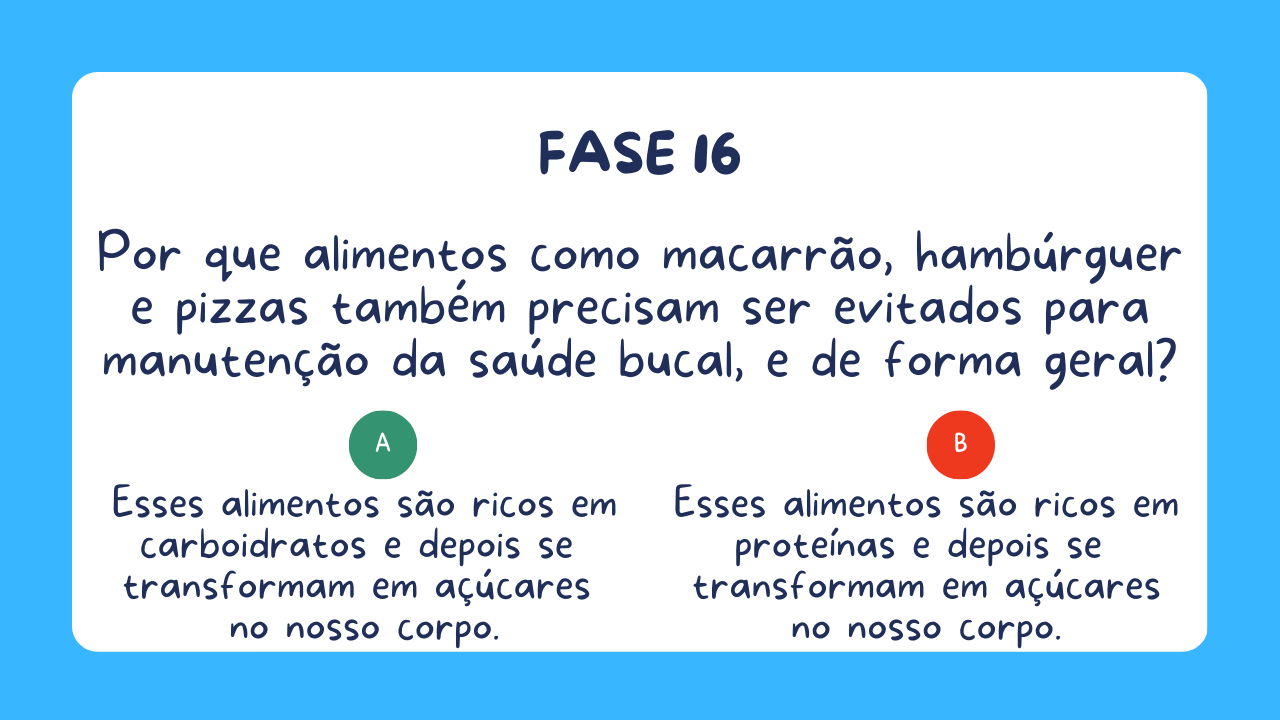 FASE 16
Por que alimentos como macarrão, hambúrguer
e pizzas também precisam ser evitados para
manutenção da saúde bucal, e de forma geral?
A
Esses alimentos são ricos em
carboidratos e depois se
transformam em açúcares
no nosso corpo.
B
Esses alimentos são ricos em
proteínas e depois se
transformam em açúcares
no nosso corpo.